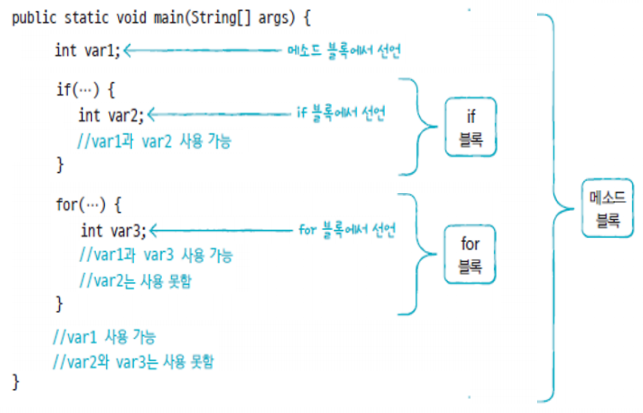 public static void main(String[] args) {
int var1; 메소드 블록에서 선언
if(…) {
int var2; if 블록에서 선언
//var1과 var2 사용 가능
}
if
블록
for(…) {
int var3; for 블록에서 선언
//var1과 var3 사용 가능
//var2는 사용 못함
}
for
블록
메소드
블록
//var1 사용 가능
//var2와 var3는 사용 못함
}